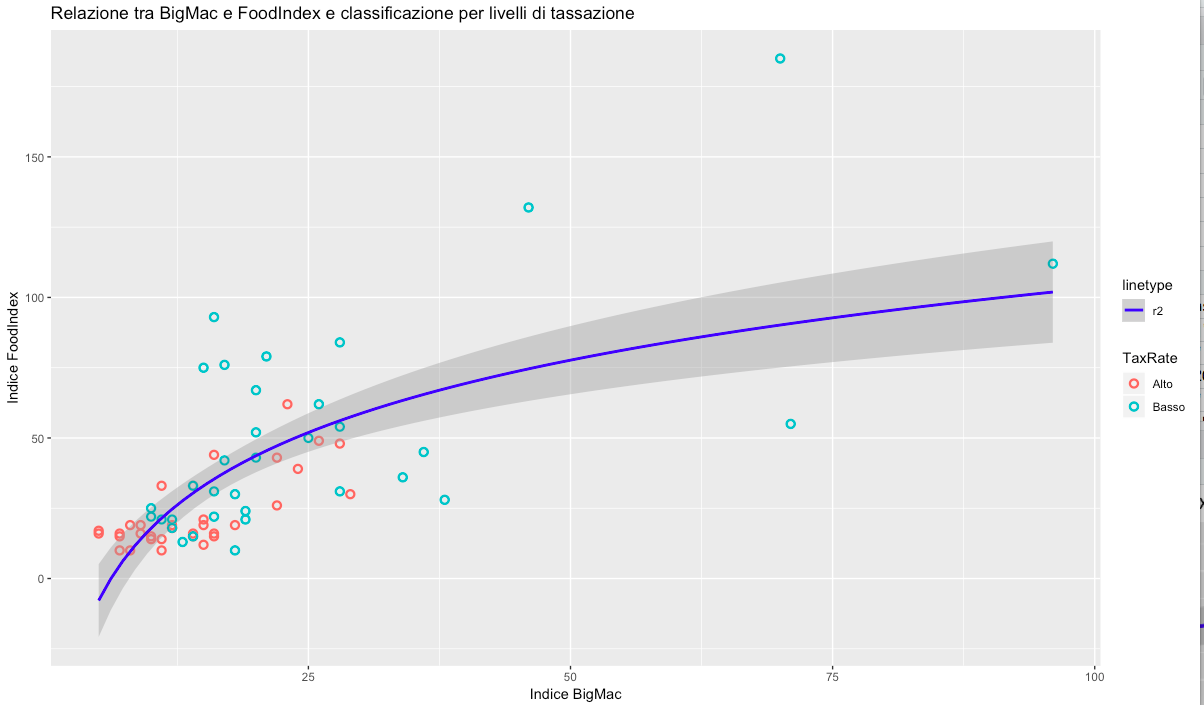 Relazione tra BigMac e FoodIndex e classificazione per livelli di tassazione
150
100
50
0
Indice FoodIndex
25
50
75
100
Indice BigMac
linetype
r2
TaxRate
Alto
Basso